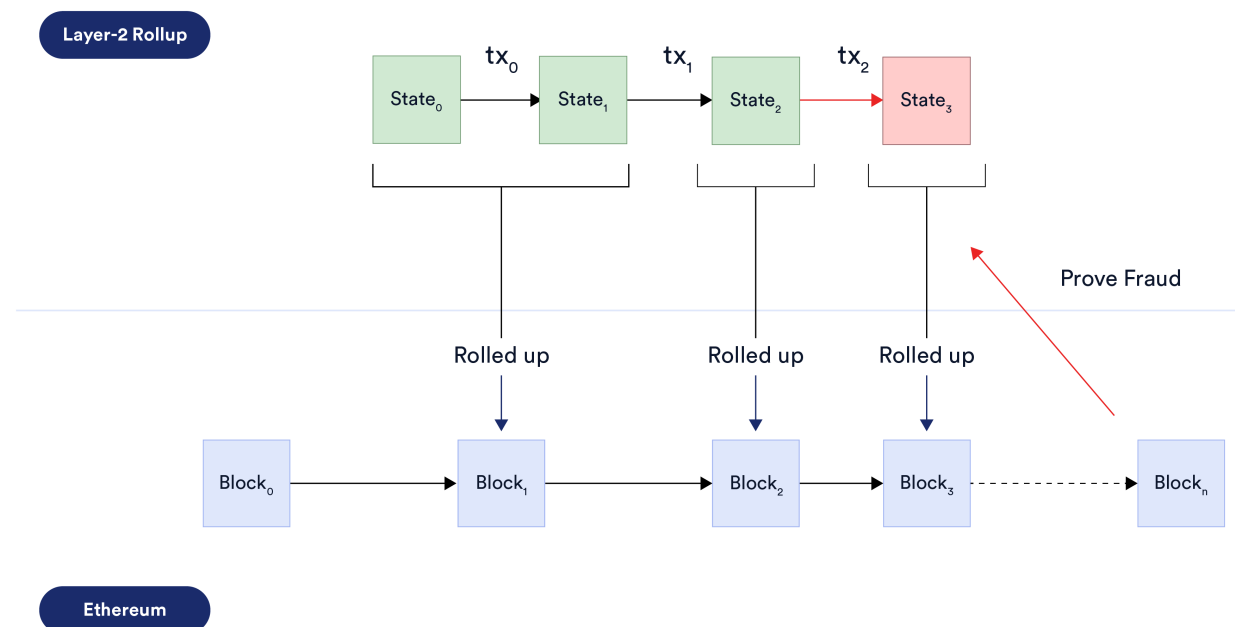 Layer-2 Rollup
tx₀
tx₁
tx₂
State₀
State₁
State₂
State₃
Prove Fraud
Rolled up
Rolled up
Rolled up
Block₀
Block₁
Block₂
Block₃
Blockₙ
Ethereum